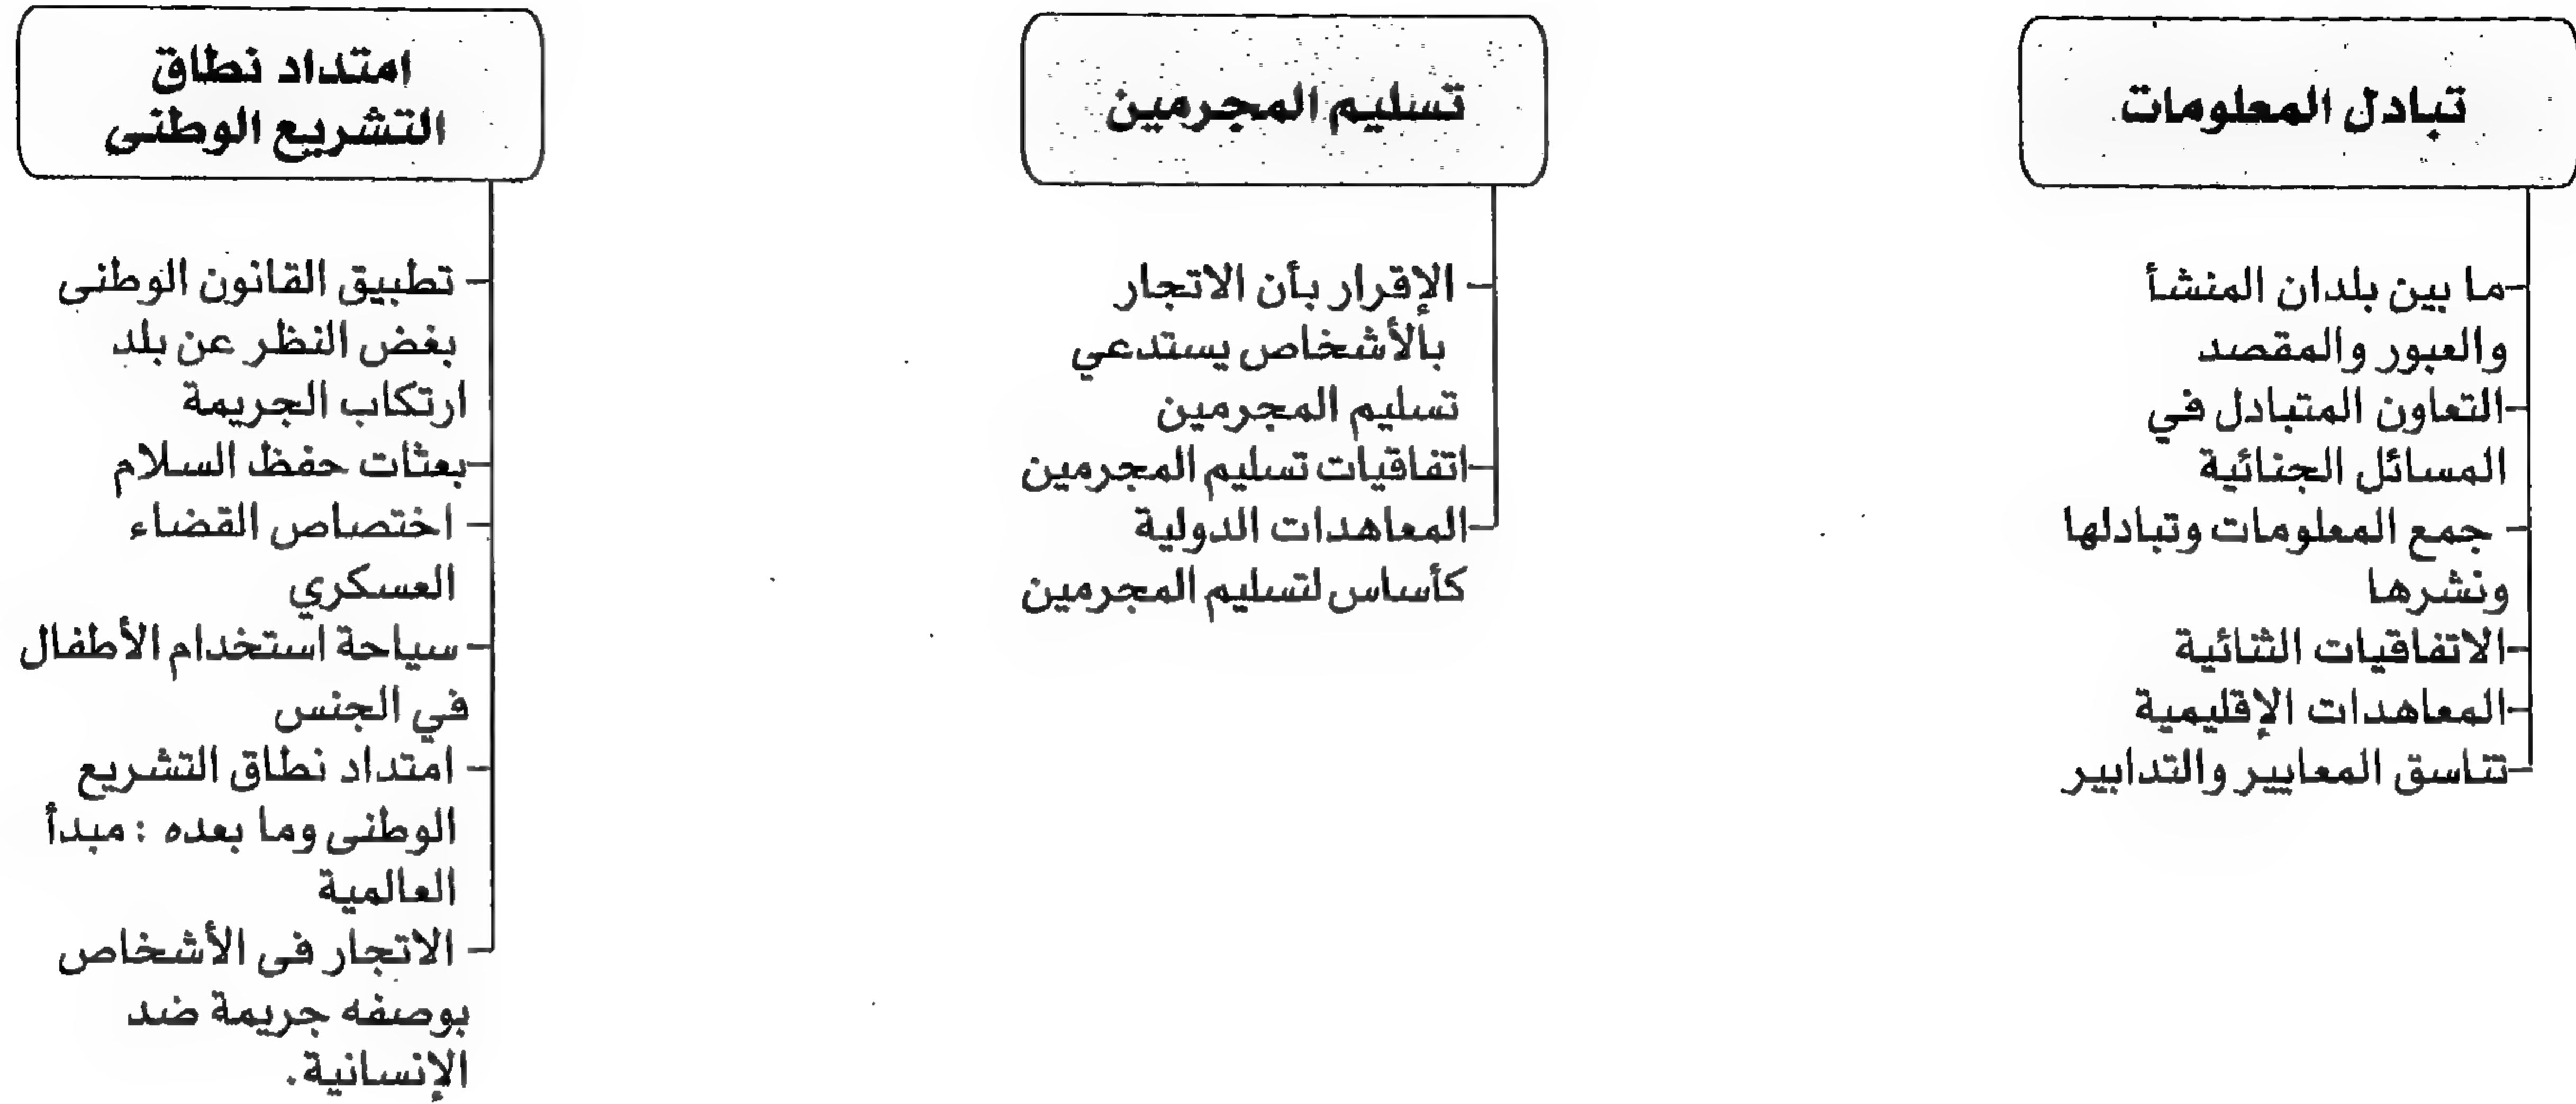 تبادل المعلومات
-ما بين بلدان المنشأ
والعبور والمقصد
-التعاون المتبادل في
المسائل الجنائية
- جمع المعلومات وتبادلها
ونشرها
-الاتفاقيات الثنائية
-المعاهدات الإقليمية
-تناسق المعايير والتدابير
تسليم المجرمين
- الإقرار بأن الاتجار
بالأشخاص يستدعي
تسليم المجرمين
-اتفاقيات تسليم المجرمين
-المعاهدات الدولية
كأساس لتسليم المجرمين
امتداد نطاق
التشريع الوطنى
- تطبيق القانون الوطنى
بغض النظر عن بلد
ارتكاب الجريمة
-بعثات حفظ السلام
- اختصاص القضاء
العسكري
- سياحة استخدام الأطفال
في الجنس
- امتداد نطاق التشريع
الوطنى وما بعده : مبدأ
العالمية
- الاتجار فى الأشخاص
بوصفه جريمة ضد
الإنسانية.